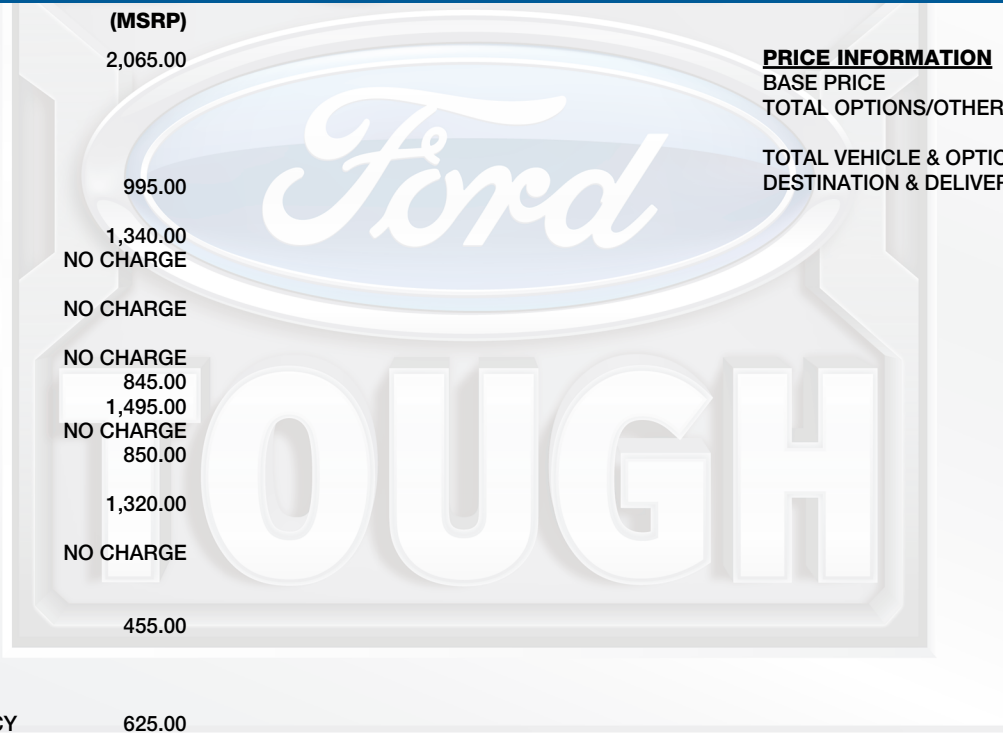 (MSRP)
2,065.00
995.00
1,340.00
NO CHARGE
NO CHARGE
NO CHARGE
845.00
1,495.00
NO CHARGE
850.00
1,320.00
NO CHARGE
455.00
CY 625.00
PRICE INFORMATION
BASE PRICE
TOTAL OPTIONS/OTHER
TOTAL VEHICLE & OPTIO
DESTINATION & DELIVER
Ford
TOUGH